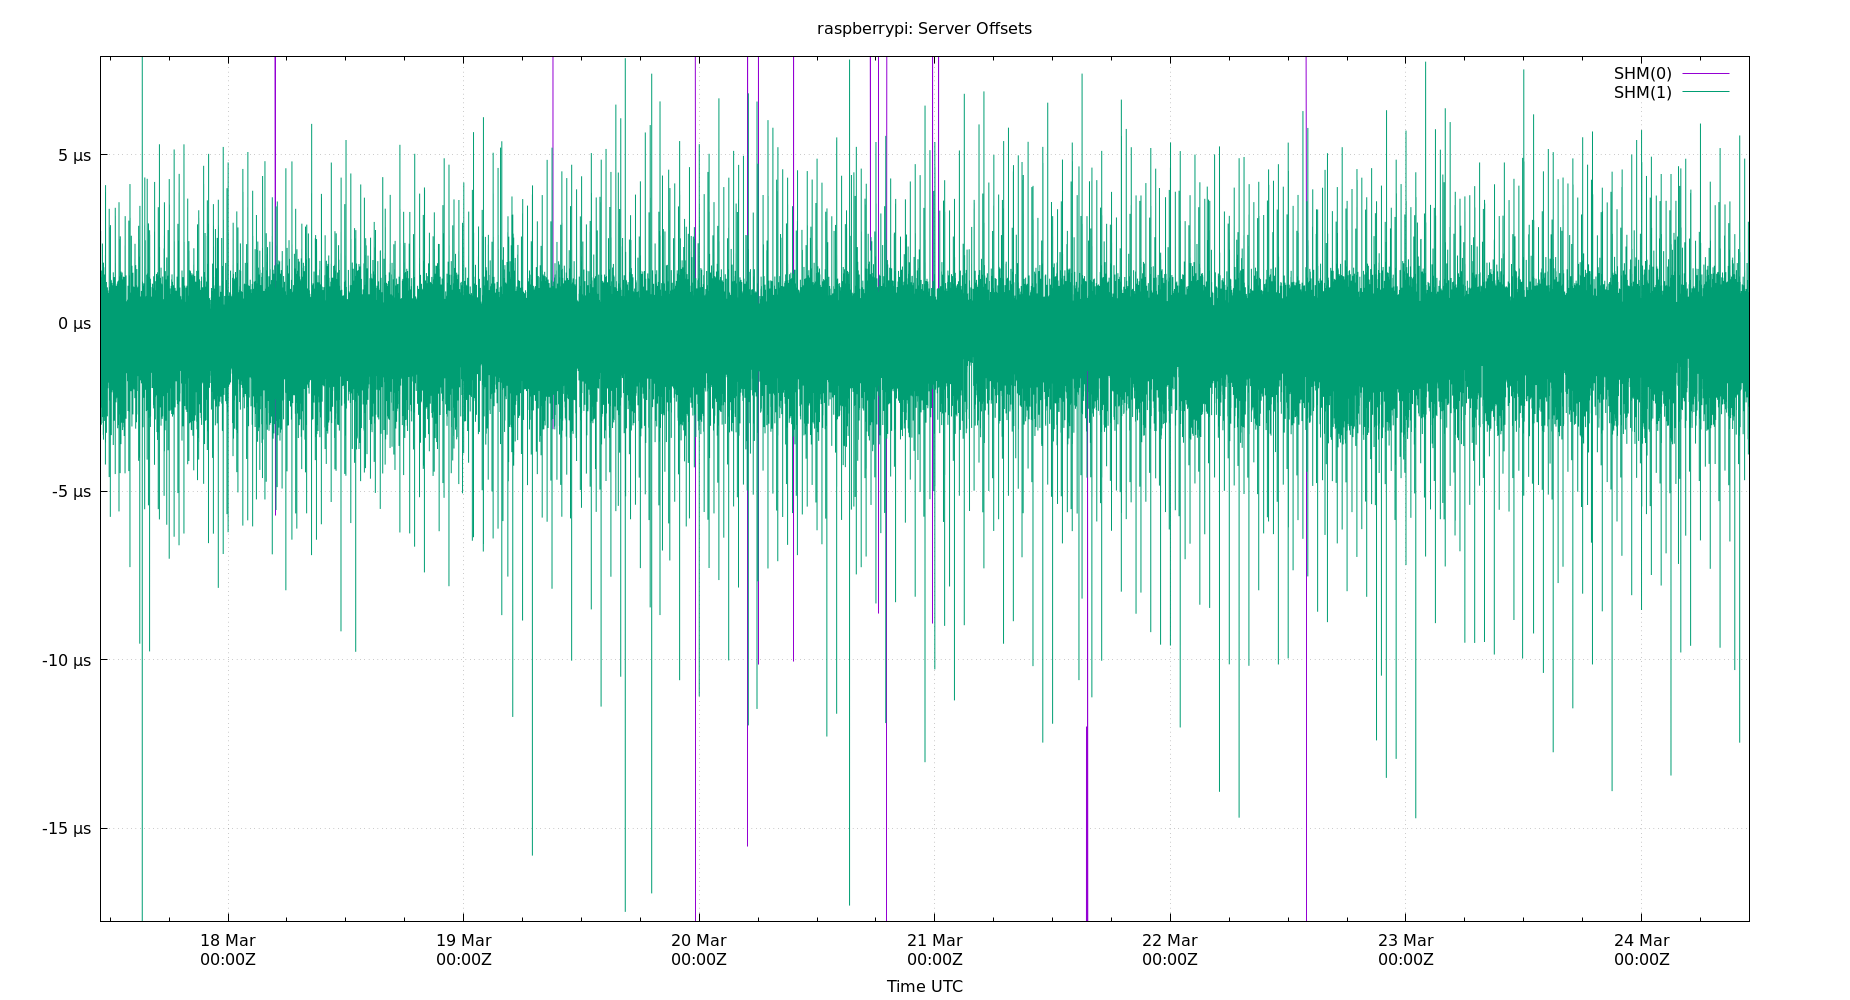 raspberrypi: Server Offsets
SHM(0)
SHM(1)
5 µs
0 µs
-5 µs
-10 µs
-15 µs
18 Mar
00:00Z
19 Mar
00:00Z
20 Mar
00:00Z
21 Mar
00:00Z
22 Mar
00:00Z
23 Mar
00:00Z
24 Mar
00:00Z
Time UTC